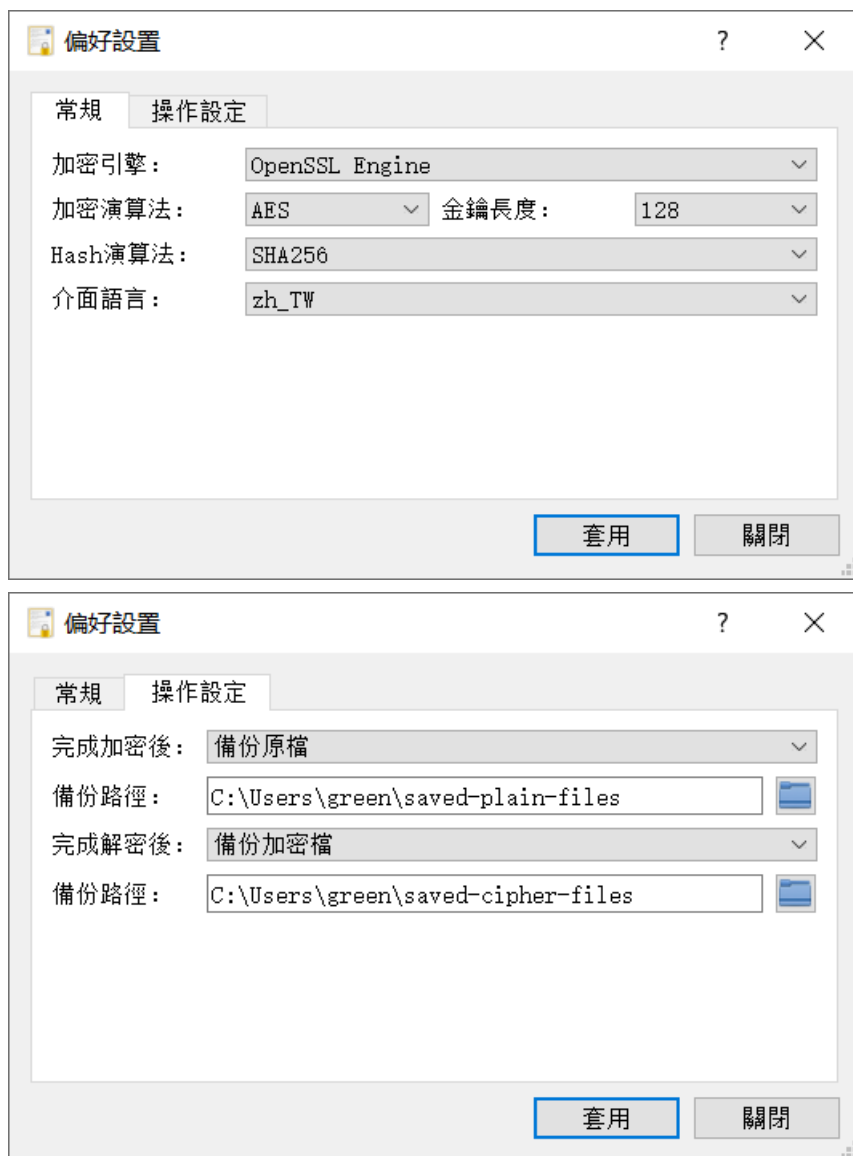 偏好設置 ?
常規 操作設定
加密引擎: OpenSSL Engine
加密演算法: AES 金鑰長度: 128
Hash演算法: SHA256
介面語言: zh_TW
套用 關閉
偏好設置 ?
常規 操作設定
完成加密後: 備份原檔
備份路徑: C:\Users\green\saved-plain-files
完成解密後: 備份加密檔
備份路徑: C:\Users\green\saved-cipher-files
套用 關閉